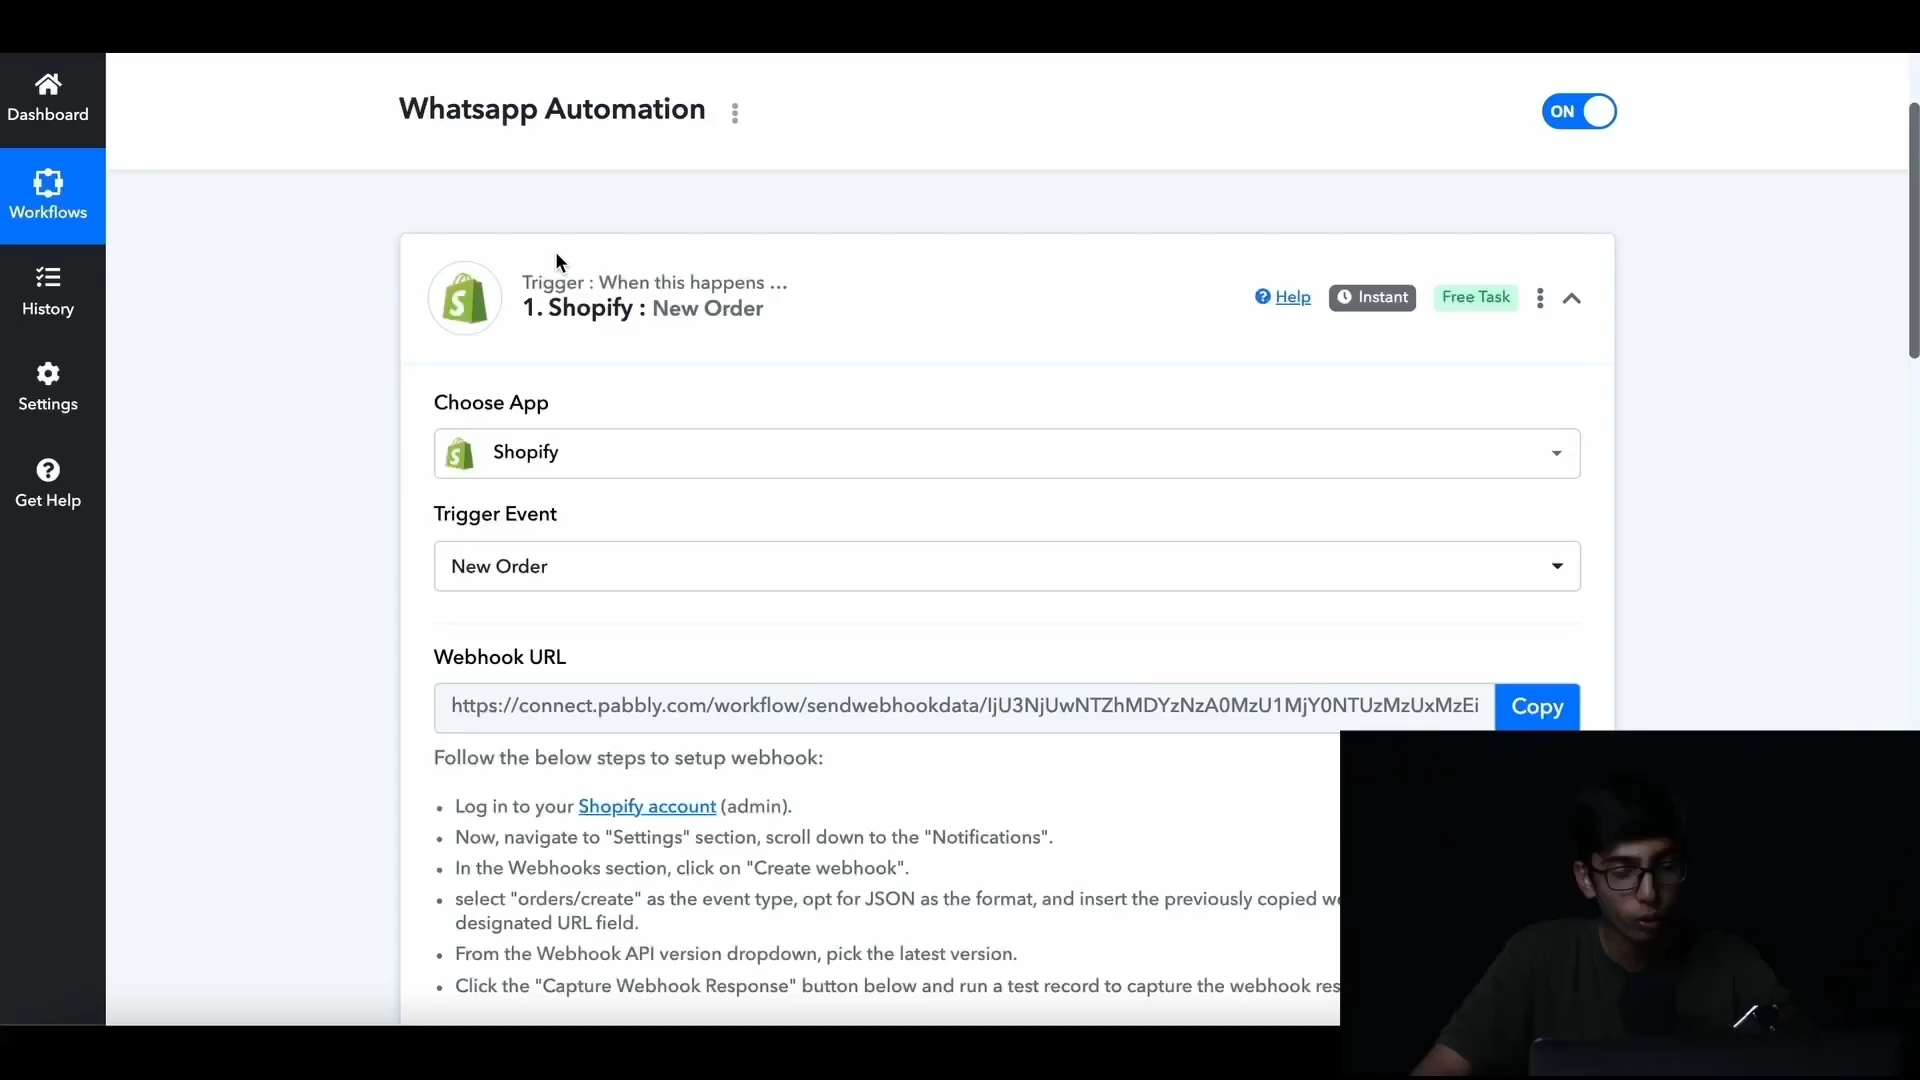 Dashboard
Workflows
History
Settings
Get Help
Whatsapp Automation
ON
Trigger : When this happens ...
1. Shopify : New Order
Help
Instant
Free Task
Choose App
Shopify
Trigger Event
New Order
Webhook URL
https://connect.pabbly.com/workflow/sendwebhookdata/IjU3NjUwNTZhMDYzNzA0MzU1MjY0NTUzMzUxMzEi
Copy
Follow the below steps to setup webhook:
• Log in to your Shopify account (admin).
• Now, navigate to "Settings" section, scroll down to the "Notifications".
• In the Webhooks section, click on "Create webhook".
• select "orders/create" as the event type, opt for JSON as the format, and insert the previously copied
designated URL field.
• From the Webhook API version dropdown, pick the latest version.
• Click the "Capture Webhook Response" button below and run a test record to capture the webhook